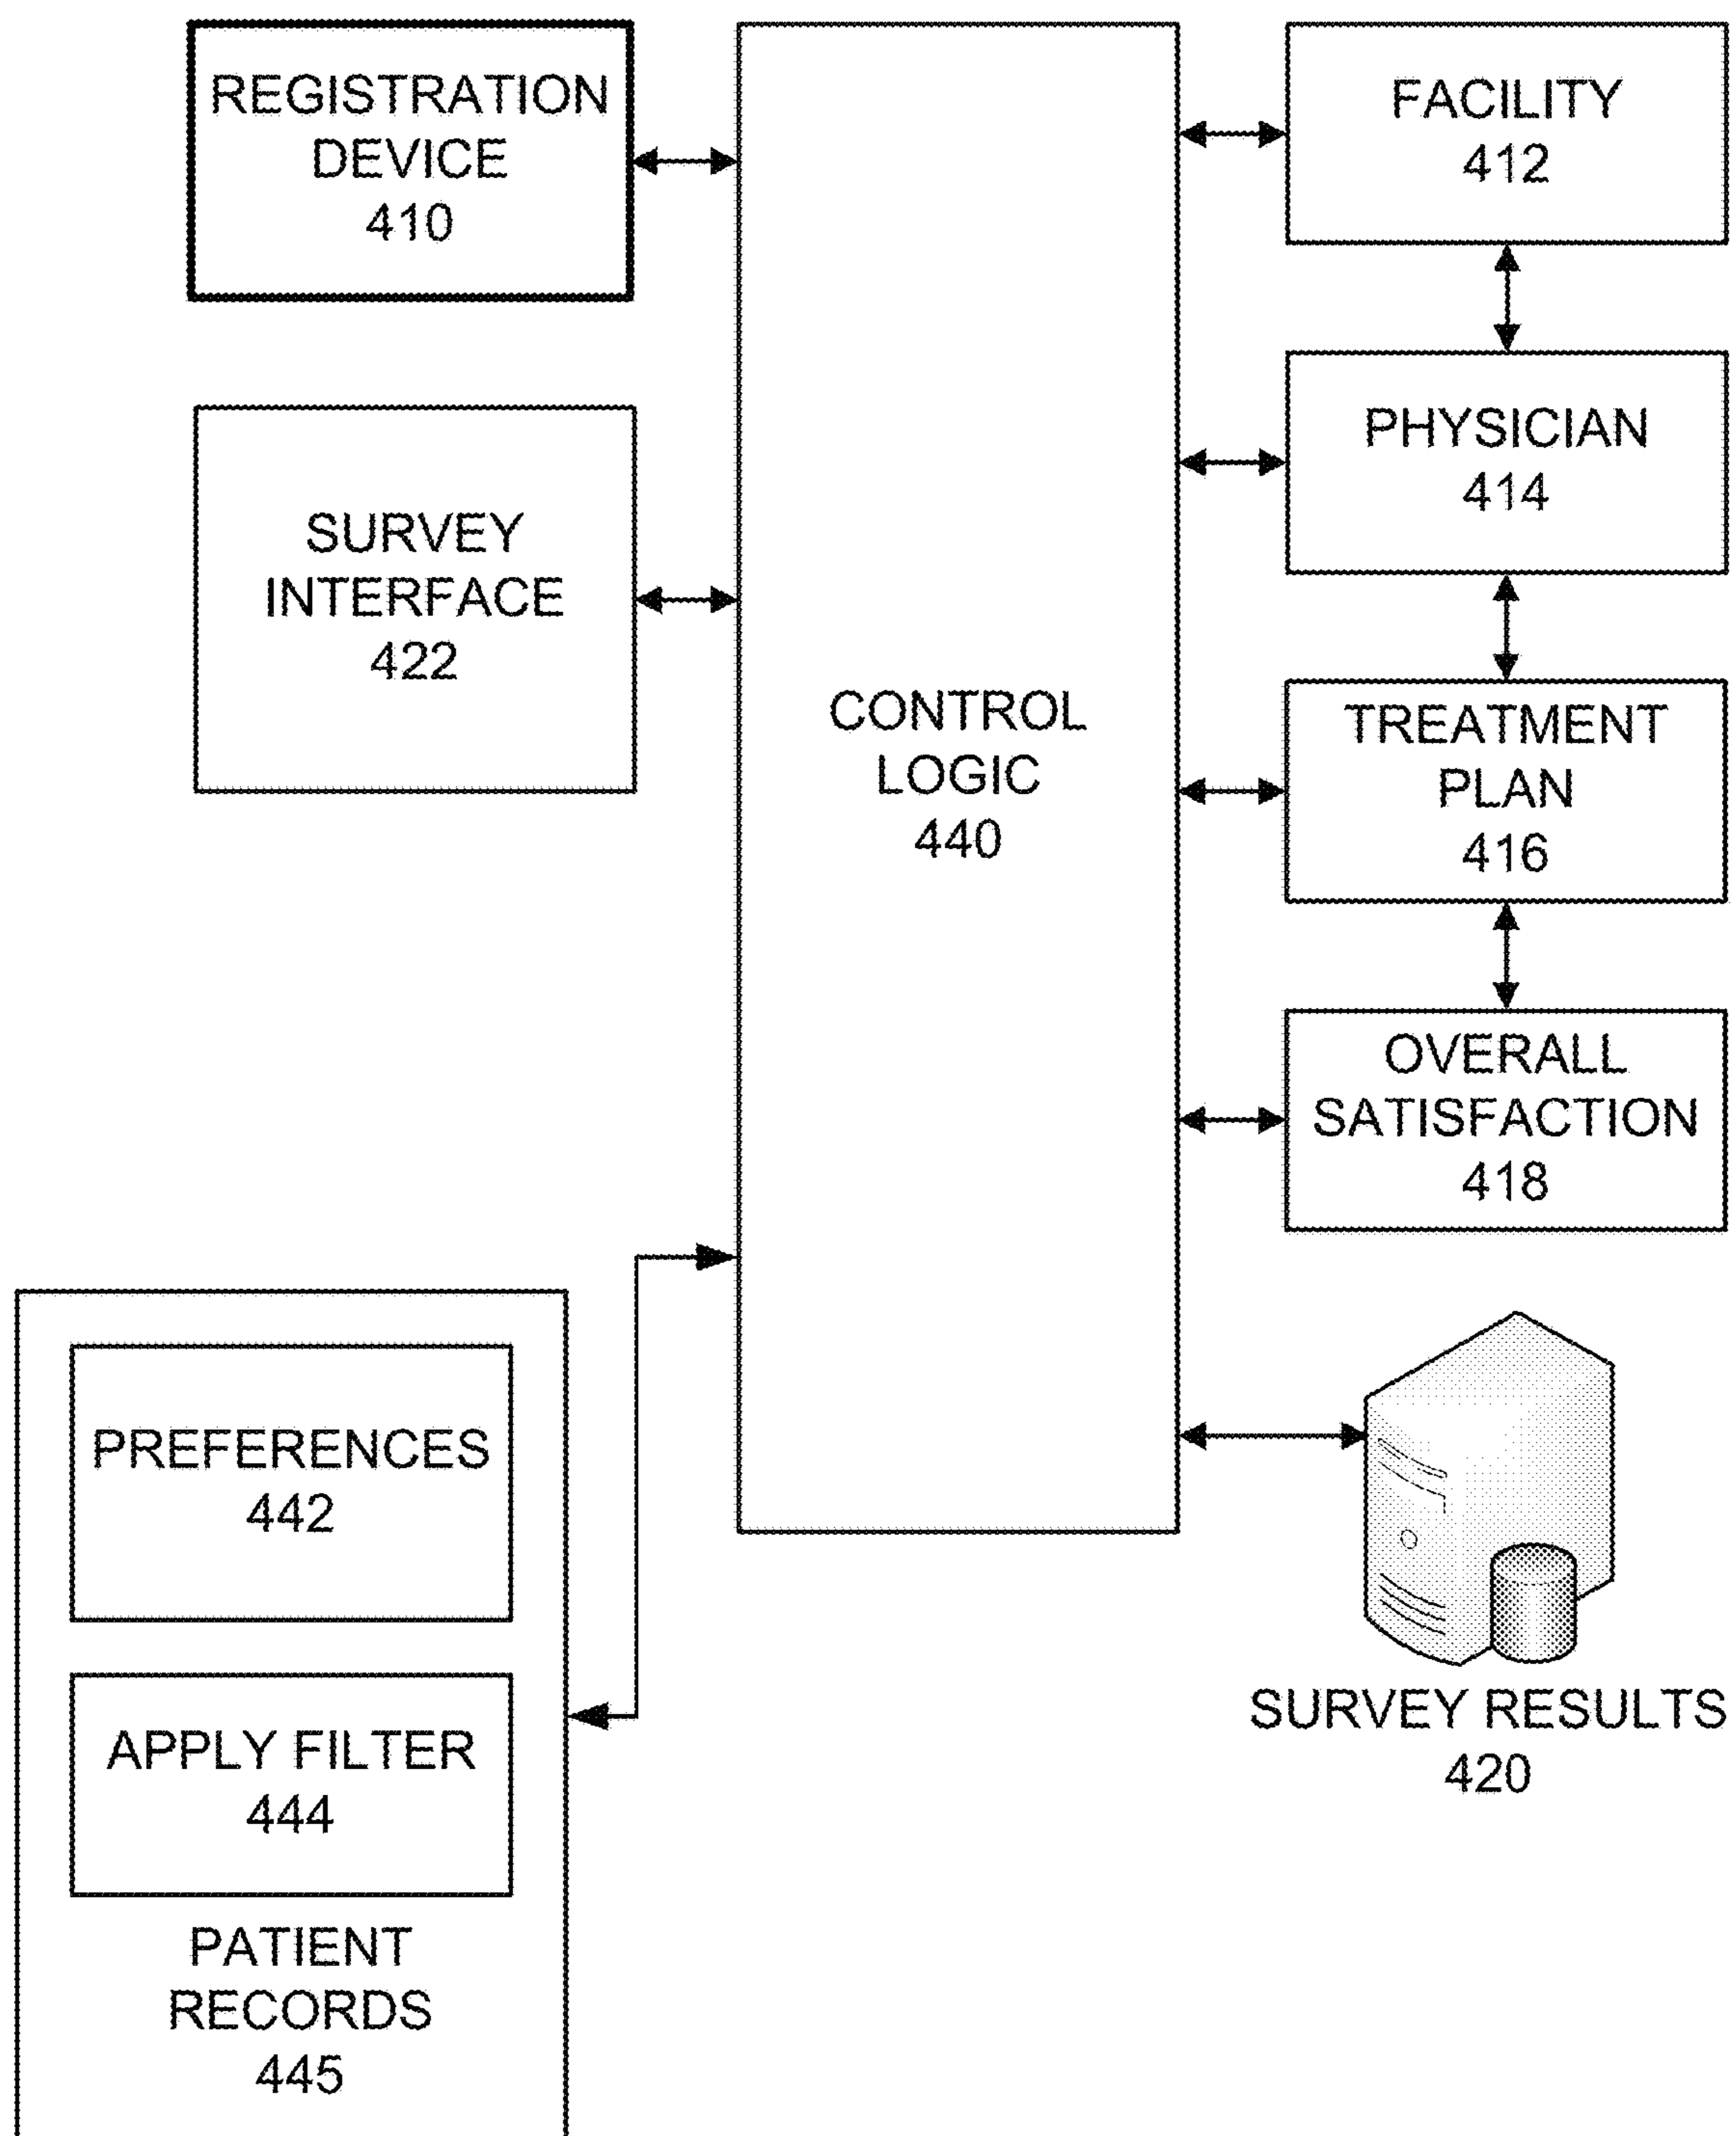 REGISTRATION
DEVICE
410
SURVEY
INTERFACE
422
CONTROL
LOGIC
440
FACILITY
412
PHYSICIAN
414
TREATMENT
PLAN
416
OVERALL
SATISFACTION
418
PREFERENCES
442
APPLY FILTER
444
PATIENT
RECORDS
445
SURVEY RESULTS
420